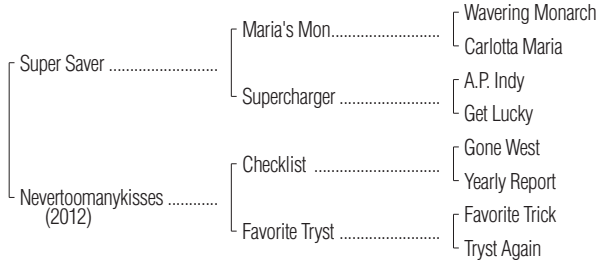 Wavering Monarch
Maria's Mon
Carlotta Maria
Super Saver
A.P. Indy
Supercharger
Get Lucky
Gone West
Checklist
Yearly Report
Nevertoomanykisses
(2012)
Favorite Trick
Favorite Tryst
Tryst Again